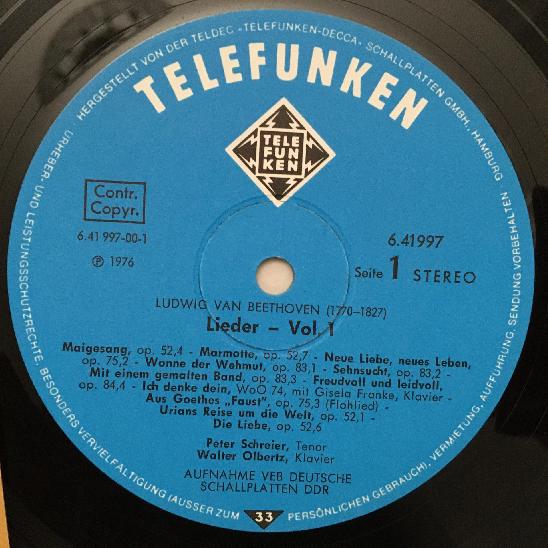 HERGESTELLT VON DER TELDEC »TELEFUNKEN-DECCA« SCHALLPLATTEN GMBH., HAMBURG
URHEBER- UND LEISTUNGSSCHUTZRECHTE, BESONDERS VERVIELFALTIGUNG (AUSSER ZUM PERSÖNLICHEN GEBRAUCH), VERMIETUNG, AUFFÜHRUNG, SENDUNG VORBEHALTEN
TELEFUNKEN
TELE
FUN
KEN
Contr.
Copyr.
6.41 997-00-1
℗ 1976
6.41997
Seite 1 STEREO
LUDWIG VAN BEETHOVEN (1770-1827)
Lieder – Vol. 1
Maigesang, op. 52,4 - Marmotte, op. 52,7 - Neue Liebe, neues Leben,
op. 75,2 - Wonne der Wehmut, op. 83,1 - Sehnsucht, op. 83,2 -
Mit einem gemalten Band, op. 83,3 - Freudvoll und leidvoll,
op. 84,4 - Ich denke dein, WoO 74, mit Gisela Franke, Klavier -
Aus Goethes „Faust“, op. 75,3 (Flohlied) -
Urians Reise um die Welt, op. 52,1 -
Die Liebe, op. 52,6
Peter Schreier, Tenor
Walter Olbertz, Klavier
AUFNAHME VEB DEUTSCHE
SCHALLPLATTEN DDR
33